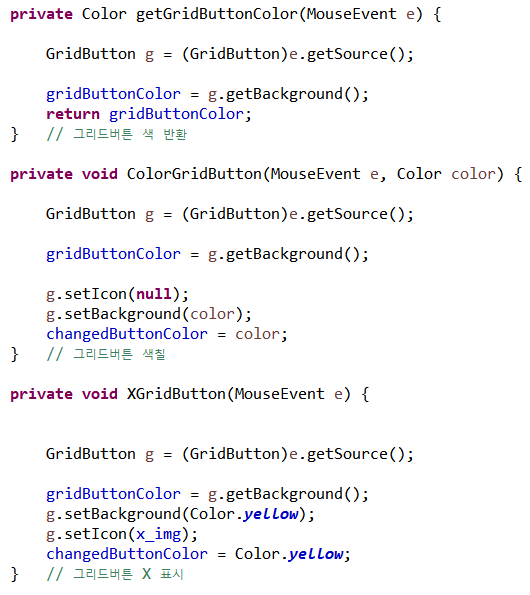 private Color getGridButtonColor(MouseEvent e) {
GridButton g = (GridButton)e.getSource();
gridButtonColor = g.getBackground();
return gridButtonColor;
} // 그리드버튼 색 반환
private void ColorGridButton(MouseEvent e, Color color) {
GridButton g = (GridButton)e.getSource();
gridButtonColor = g.getBackground();
g.setIcon(null);
g.setBackground(color);
changedButtonColor = color;
} // 그리드버튼 색칠
private void XGridButton(MouseEvent e) {
GridButton g = (GridButton)e.getSource();
gridButtonColor = g.getBackground();
g.setBackground(Color.yellow);
g.setIcon(x_img);
changedButtonColor = Color.yellow;
} // 그리드버튼 X 표시